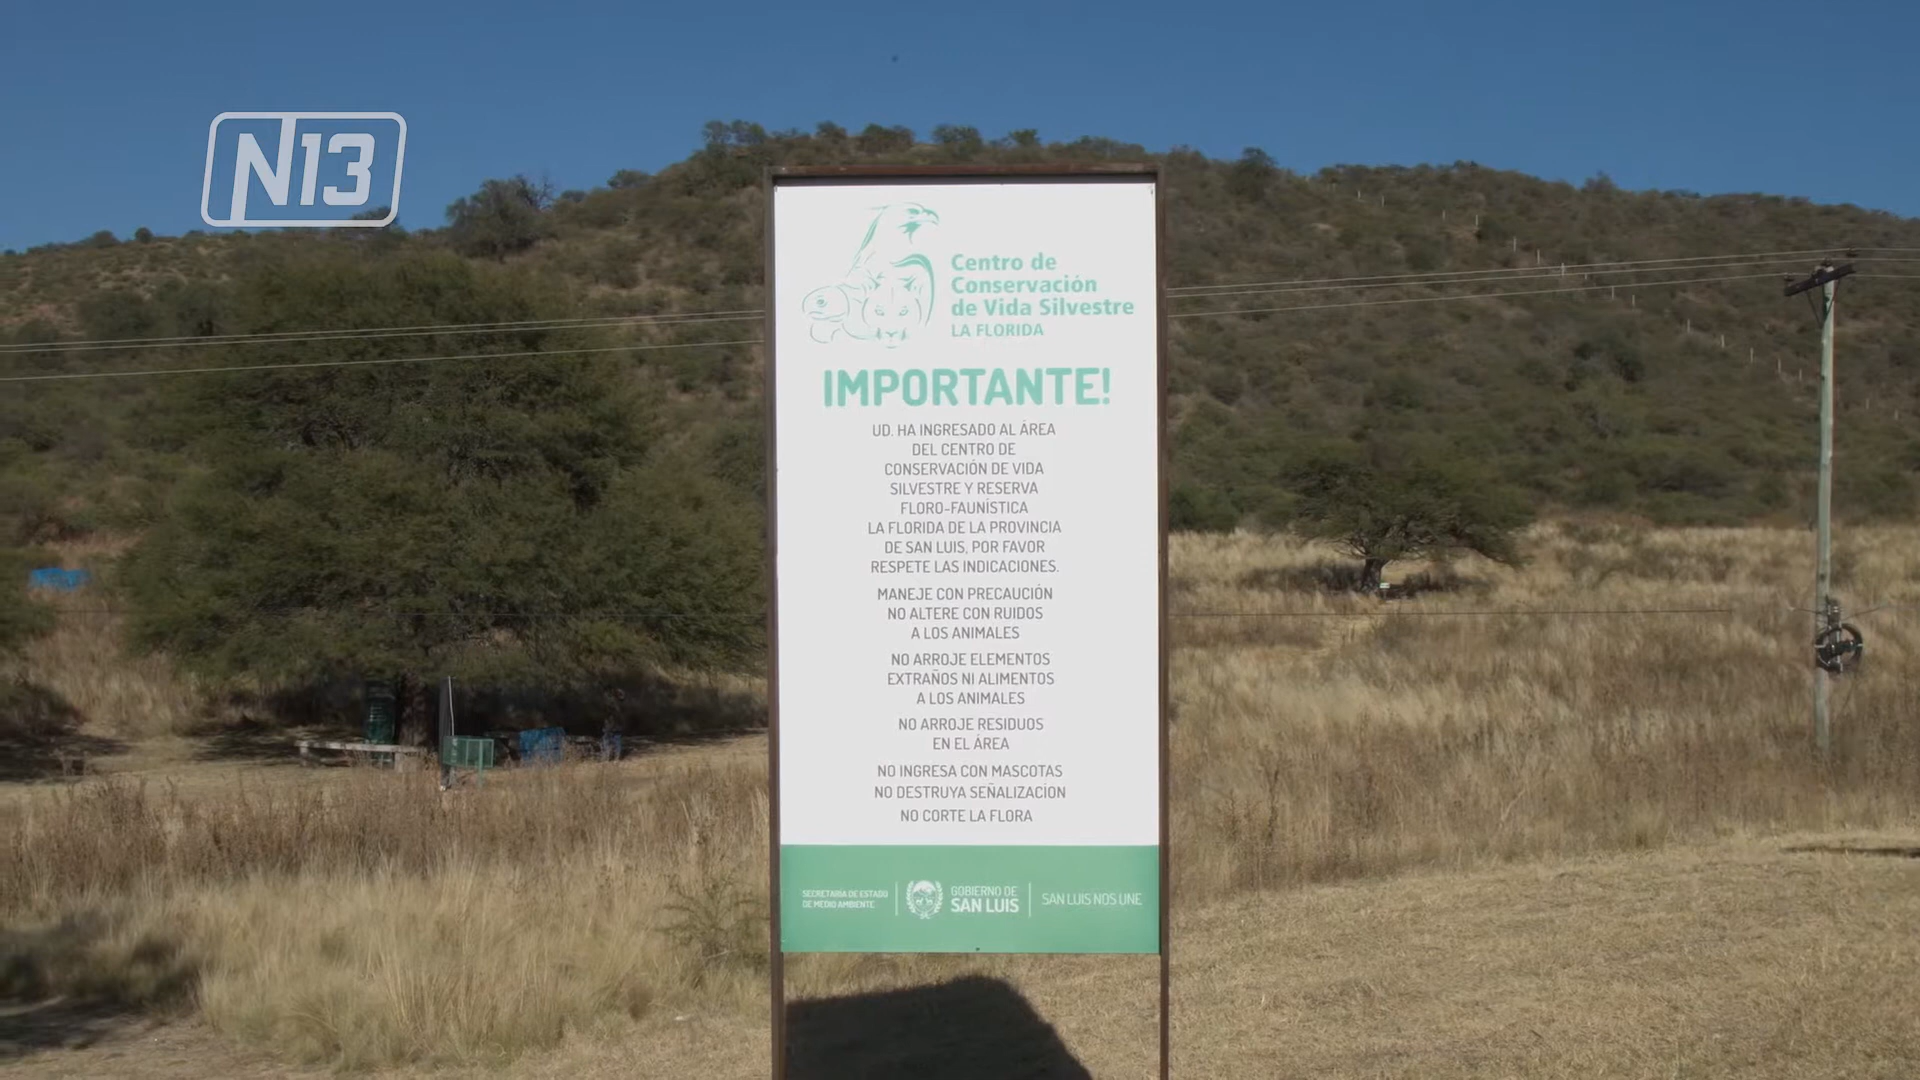 N13
Centro de
Conservación
de Vida Silvestre
LA FLORIDA
IMPORTANTE!
UD. HA INGRESADO AL ÁREA
DEL CENTRO DE
CONSERVACIÓN DE VIDA
SILVESTRE Y RESERVA
FLORO-FAUNÍSTICA
LA FLORIDA DE LA PROVINCIA
DE SAN LUIS, POR FAVOR
RESPETE LAS INDICACIONES.
MANEJE CON PRECAUCIÓN
NO ALTERE CON RUIDOS
A LOS ANIMALES
NO ARROJE ELEMENTOS
EXTRAÑOS NI ALIMENTOS
A LOS ANIMALES
NO ARROJE RESIDUOS
EN EL ÁREA
NO INGRESA CON MASCOTAS
NO DESTRUYA SEÑALIZACÍON
NO CORTE LA FLORA
SECRETARIA DE ESTADO
DE MEDIO AMBIENTE
GOBIERNO DE
SAN LUIS
SAN LUIS NOS UNE